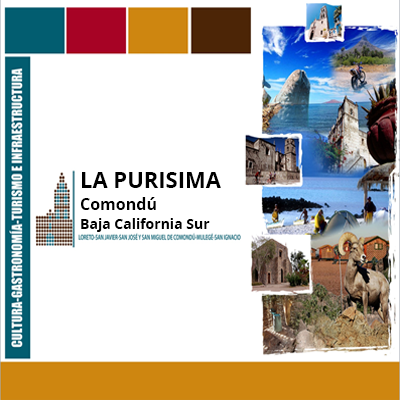 CULTURA-GASTRONOMÍA-TURISMO E INFRAESTRUCTURA
LA PURISIMA
Comondú
Baja California Sur
LORETO-SAN JAVIER-SAN JOSÉ Y SAN MIGUEL DE COMONDÚ-MULEGÉ-SAN IGNACIO